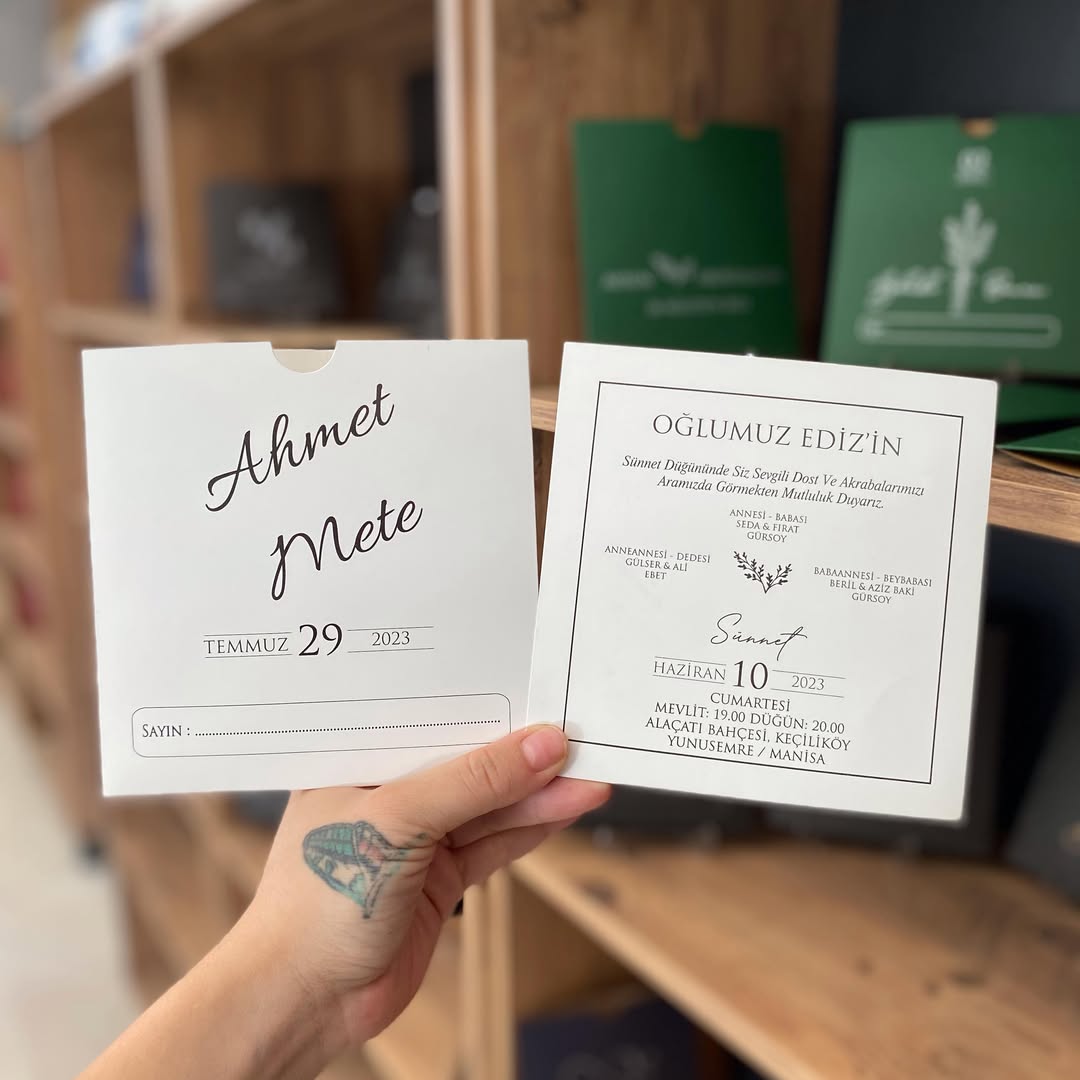 Ahmet
Mete
TEMMUZ 29 2023
SAYIN : ......................................................
OĞLUMUZ EDİZ'İN
Sünnet Düğününde Siz Sevgili Dost Ve Akrabalarımızı
Aramızda Görmekten Mutluluk Duyarız.
ANNESİ - BABASI
SEDA & FIRAT
GÜRSOY
ANNEANNESİ - DEDESİ
GÜLSER & ALİ
EBET
BABAANNESİ - BEYBABASI
BERİL & AZİZ BAKİ
GÜRSOY
Sünnet
HAZİRAN 10 2023
CUMARTESİ
MEVLİT: 19.00 DÜĞÜN: 20.00
ALAÇATI BAHÇESİ, KEÇİLİKÖY
YUNUSEMRE / MANİSA